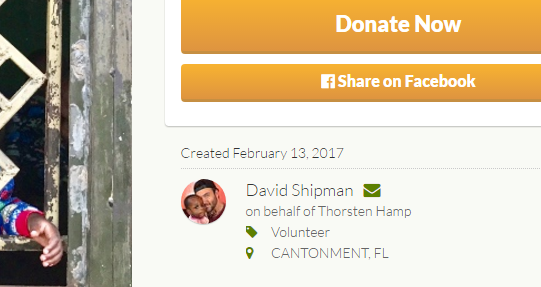 Donate Now
Share on Facebook
Created February 13, 2017
David Shipman
on behalf of Thorsten Hamp
Volunteer
CANTONMENT, FL